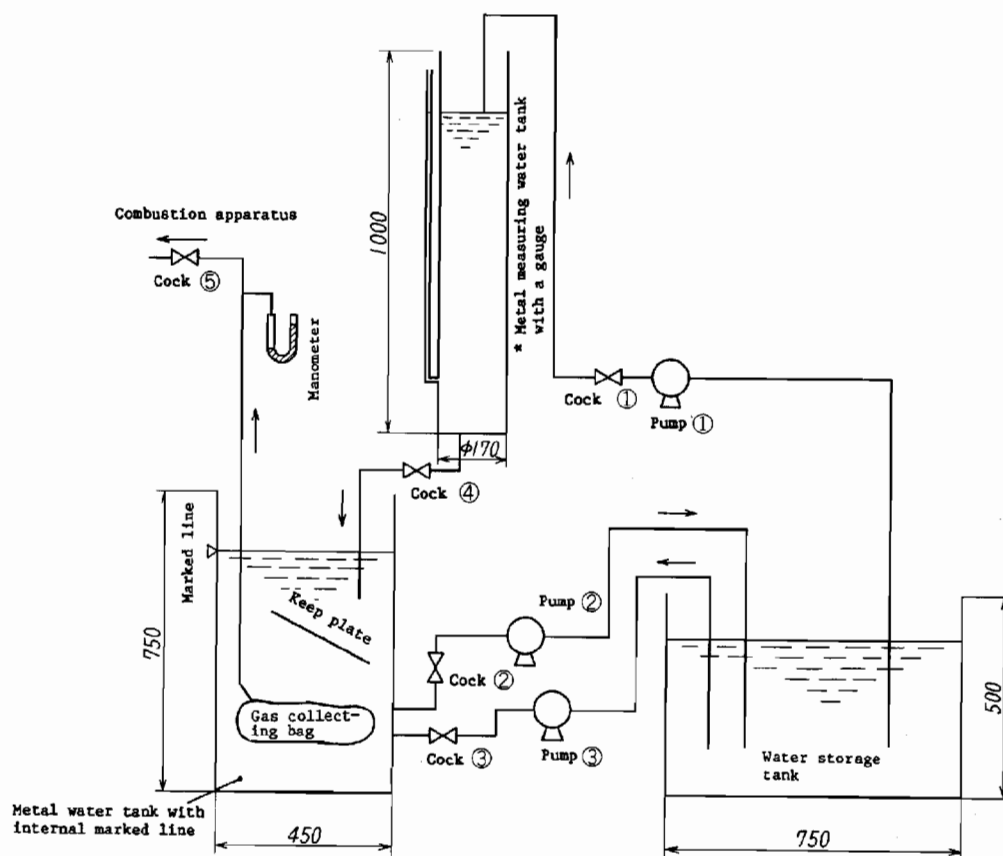 1000
* Metal measuring water tank
with a gauge
Combustion apparatus
Cock ⑤
Manometer
Cock ①
Pump ①
φ170
Cock ④
Marked line
750
Keep plate
Pump ②
Cock ②
Gas collect-
ing bag
Cock ③
Pump ③
Water storage
tank
500
Metal water tank with
internal marked line
450
750